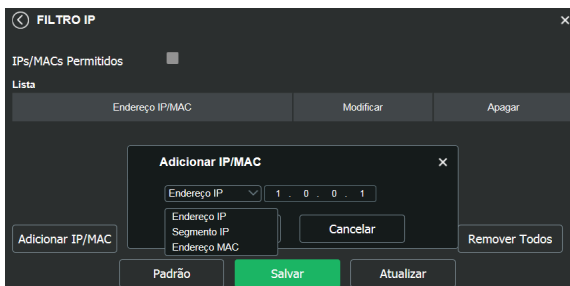 FILTRO IP
×
IPs/MACs Permitidos
Lista
Endereço IP/MAC Modificar Apagar
Adicionar IP/MAC ×
Endereço IP 1 . 0 . 0 . 1
Endereço IP
Segmento IP
Endereço MAC
Cancelar
Adicionar IP/MAC Remover Todos
Padrão Salvar Atualizar